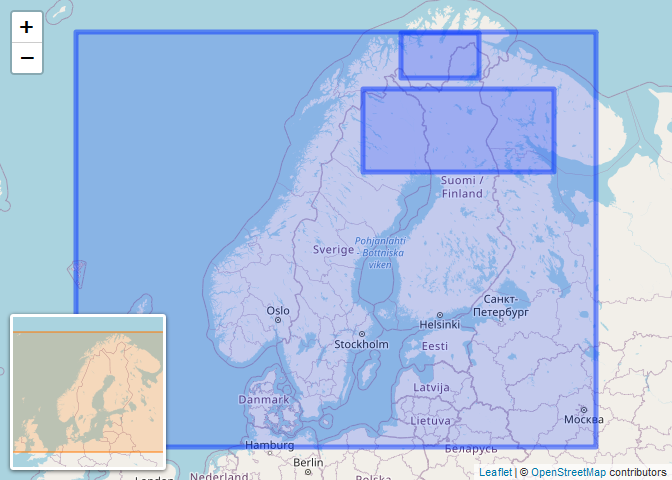 +
−
Suomi /
Finland
Sverige
Pohjanlahti
- Bottniska
viken
Санкт-
Петербург
Oslo
Helsinki
Stockholm
Eesti
Danmark
Latvija
Lietuva
Москва
Hamburg
Беларусь
Berlin
London
Nederland
Polska
Leaflet | © OpenStreetMap contributors